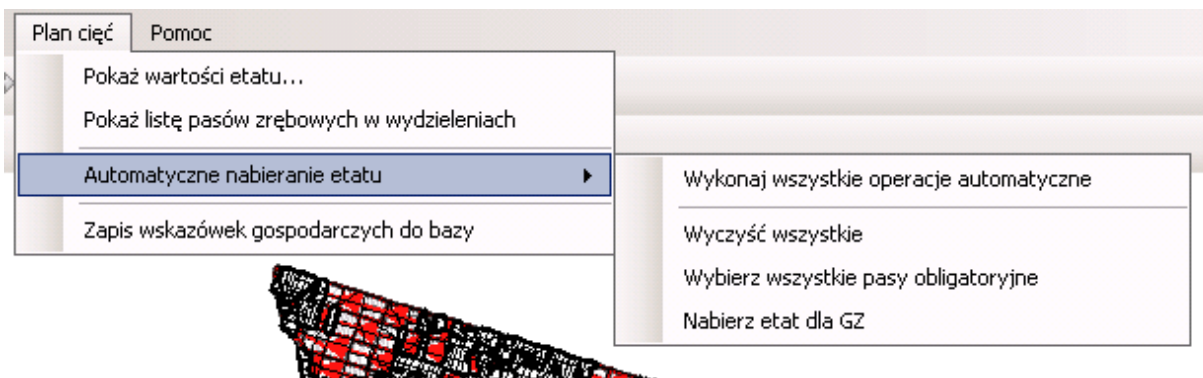 Plan cięć Pomoc
Pokaż wartości etatu...
Pokaż listę pasów zrębowych w wydzieleniach
Automatyczne nabieranie etatu
Zapis wskazówek gospodarczych do bazy
Wykonaj wszystkie operacje automatyczne
Wyczyść wszystkie
Wybierz wszystkie pasy obligatoryjne
Nabierz etat dla GZ